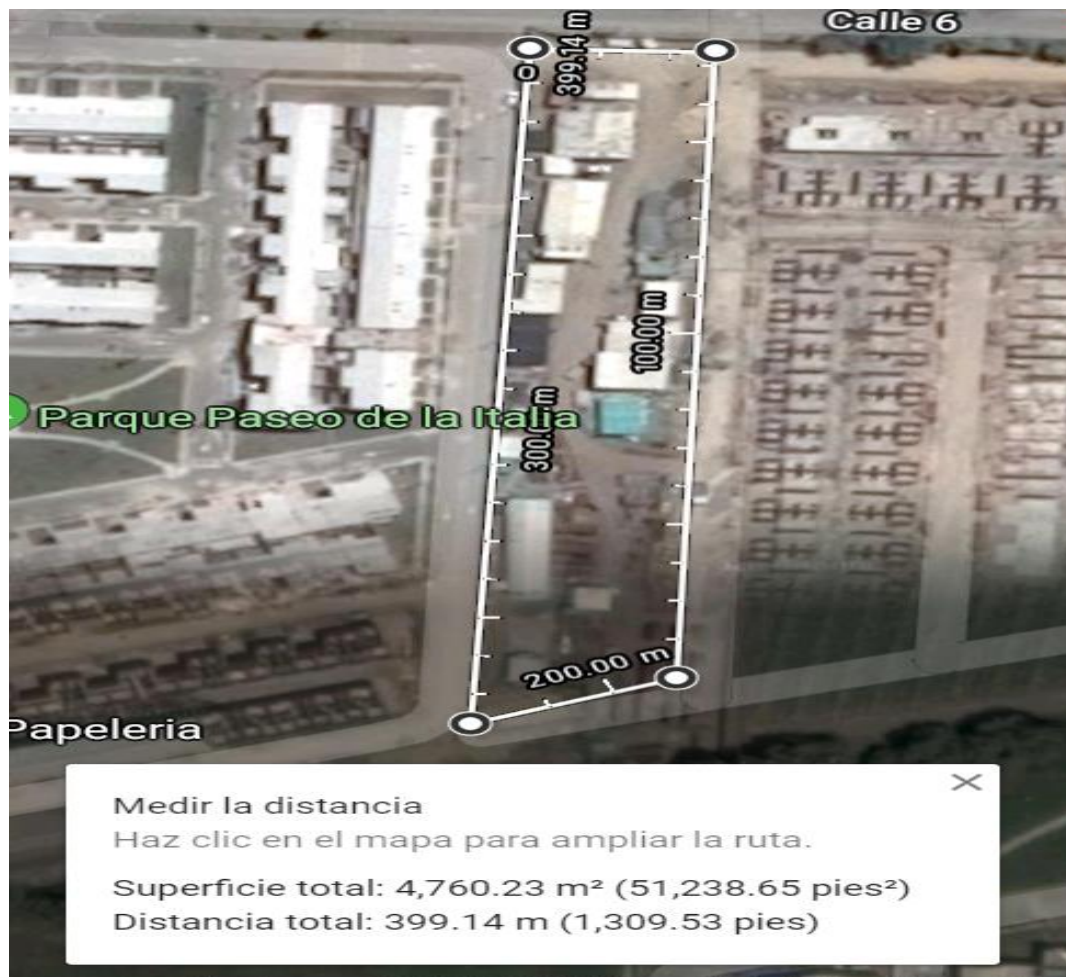 Calle 6
0
399.14 m
100.00 m
Parque Paseo de la Italia
200.00 m
Papeleria
Medir la distancia
Haz clic en el mapa para ampliar la ruta.
Superficie total: 4,760.23 m² (51,238.65 pies²)
Distancia total: 399.14 m (1,309.53 pies)